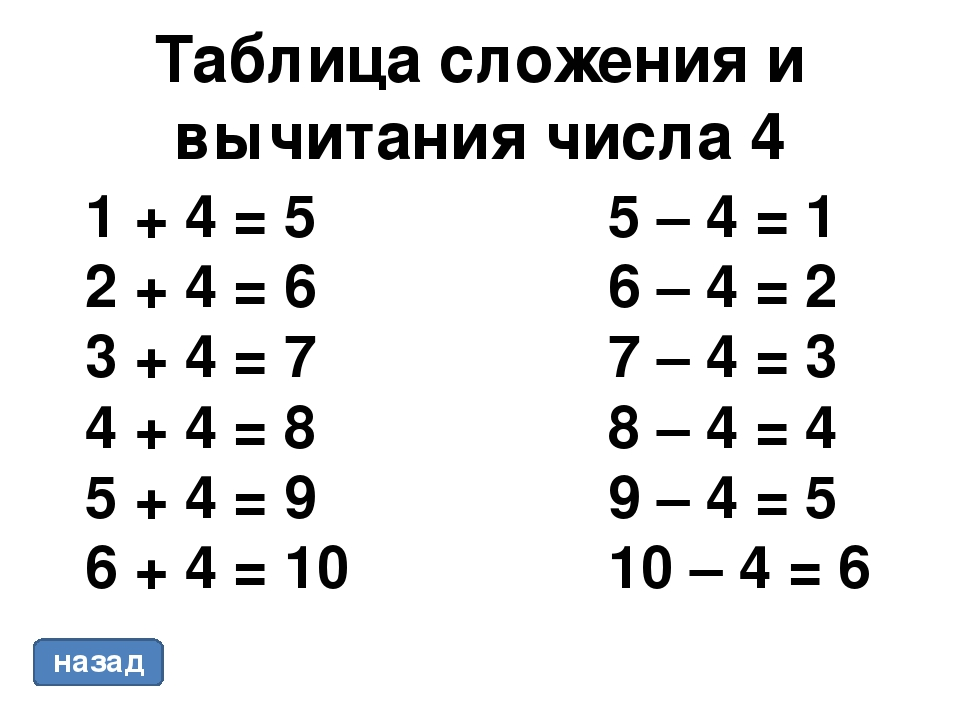 Таблица сложения и
вычитания числа 4
1 + 4 = 5
2 + 4 = 6
3 + 4 = 7
4 + 4 = 8
5 + 4 = 9
6 + 4 = 10
5 – 4 = 1
6 – 4 = 2
7 – 4 = 3
8 – 4 = 4
9 – 4 = 5
10 – 4 = 6
назад